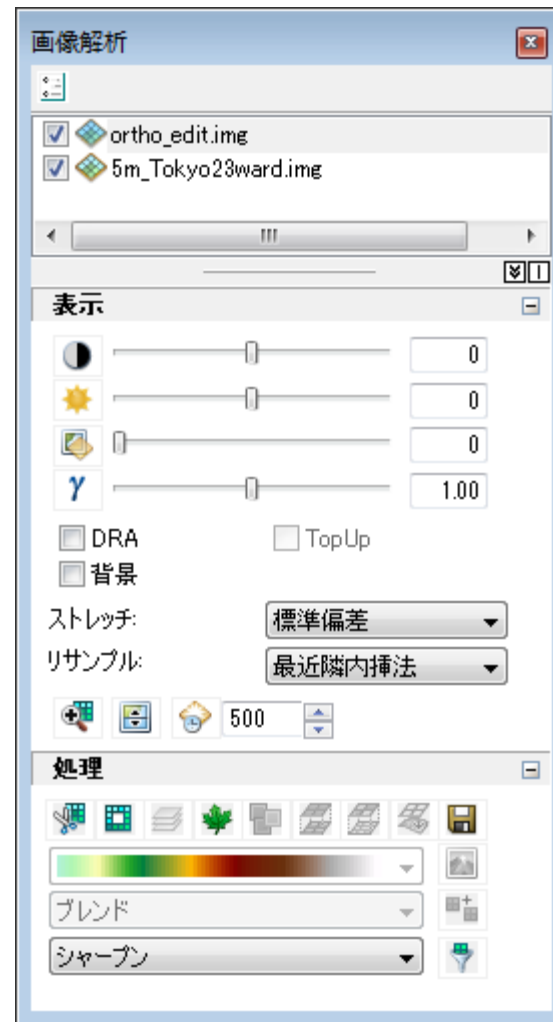 画像解析
ortho_edit.img
5m_Tokyo23ward.img
表示
0
0
0
γ 1.00
DRA TopUp
背景
ストレッチ: 標準偏差
リサンプル: 最近隣内挿法
500
処理
ブレンド
シャープン